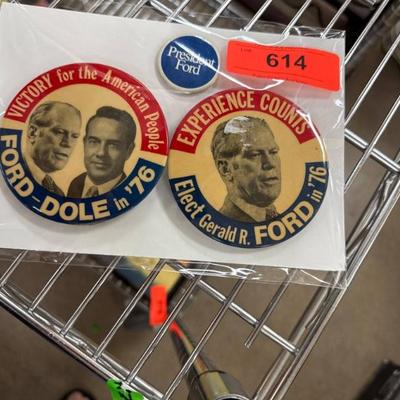 President
Ford
614
VICTORY for the American People
FORD-DOLE in '76
EXPERIENCE COUNTS
Elect Gerald R. FORD in '76